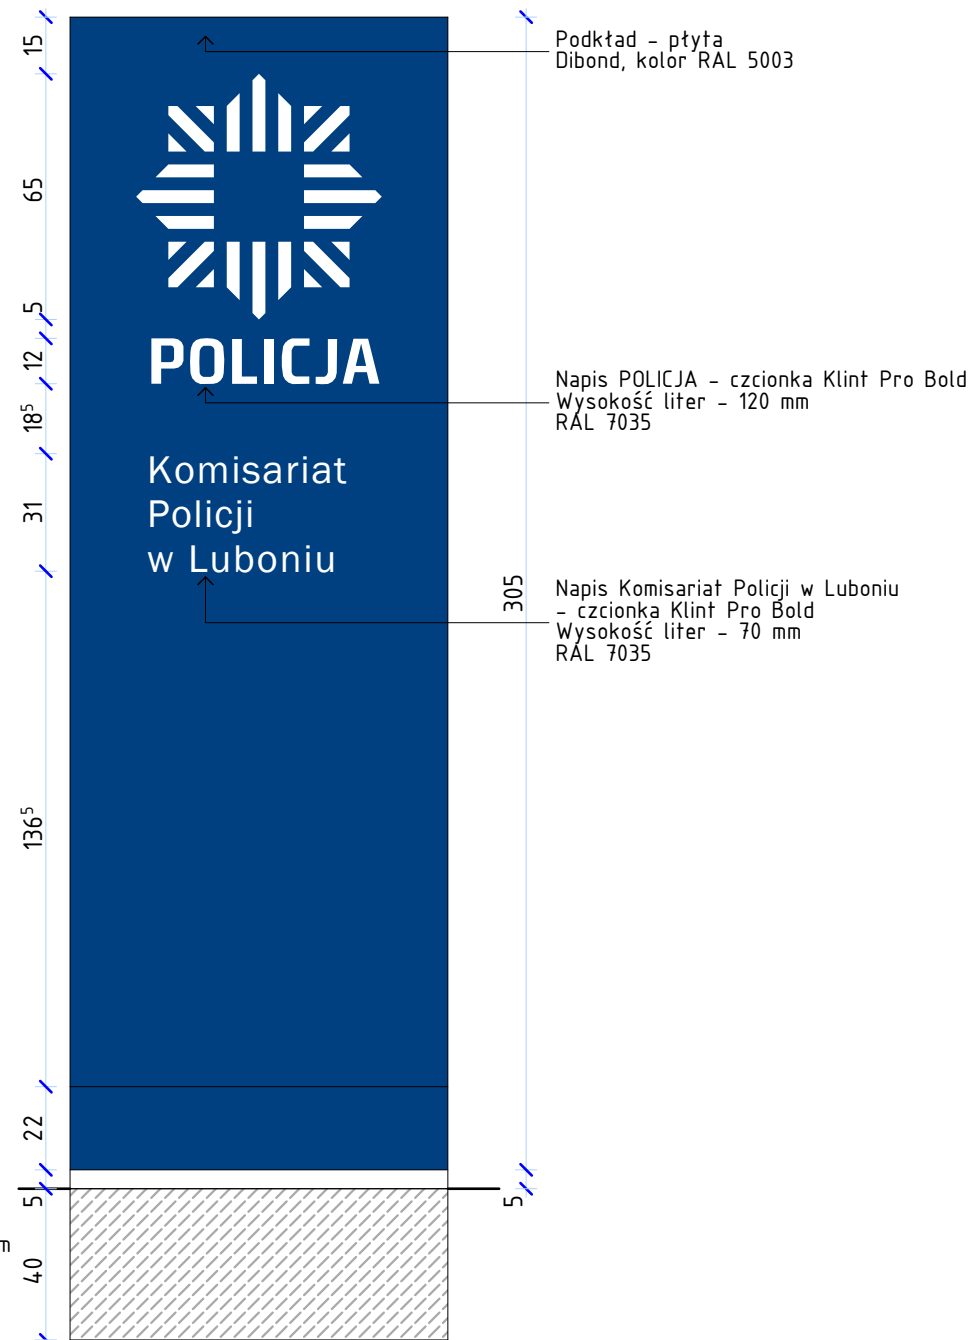 15
Podkład - płyta
Dibond, kolor RAL 5003
65
5
POLICJA
12
Napis POLICJA - czcionka Klint Pro Bold
Wysokość liter - 120 mm
RAL 7035
18⁵
Komisariat
Policji
w Luboniu
31
305
Napis Komisariat Policji w Luboniu
- czcionka Klint Pro Bold
Wysokość liter - 70 mm
RAL 7035
136⁵
22
5
5
m
40